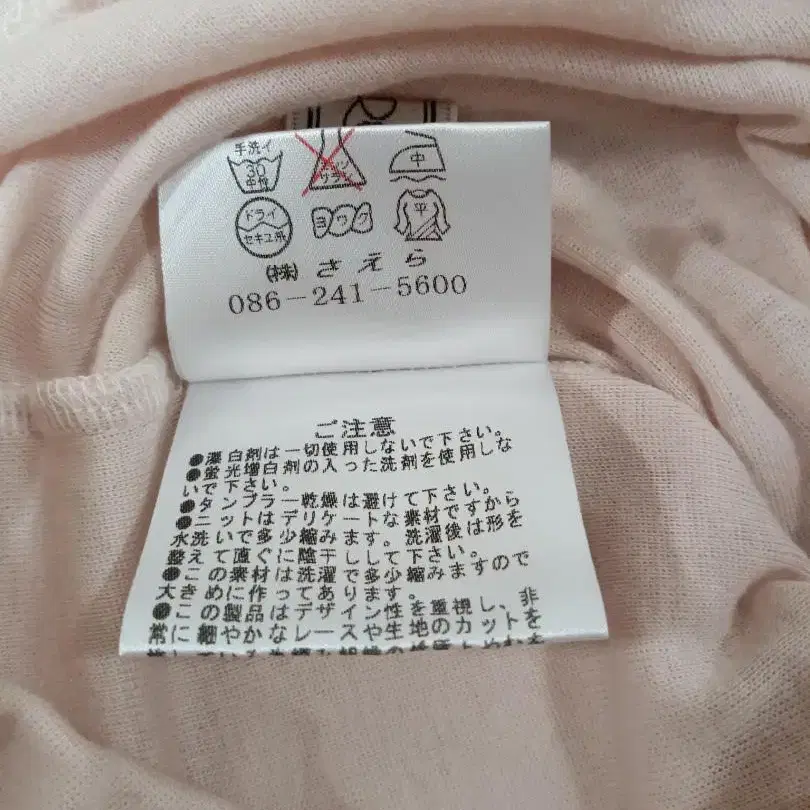 手洗イ
30
中性
エンソ
サラシ
中
ドライ
セキユ系
ヨワク
平
(株)さえら
086-241-5600
ご注意
●漂白剤は一切使用しないで下さい。
●蛍光増白剤の入った洗剤を使用しな
いで下さい。
●タンブラー乾燥は避けて下さい。
●ニットはデリケートな素材ですから
水洗いで多少縮みます。洗濯後は形を
整えて直ぐに陰干しして下さい。
●この素材は洗濯で多少縮みますので
大きめに作ってあります。
●この製品はデザイン性を重視し、非
常に細やかなレースや生地のカットを